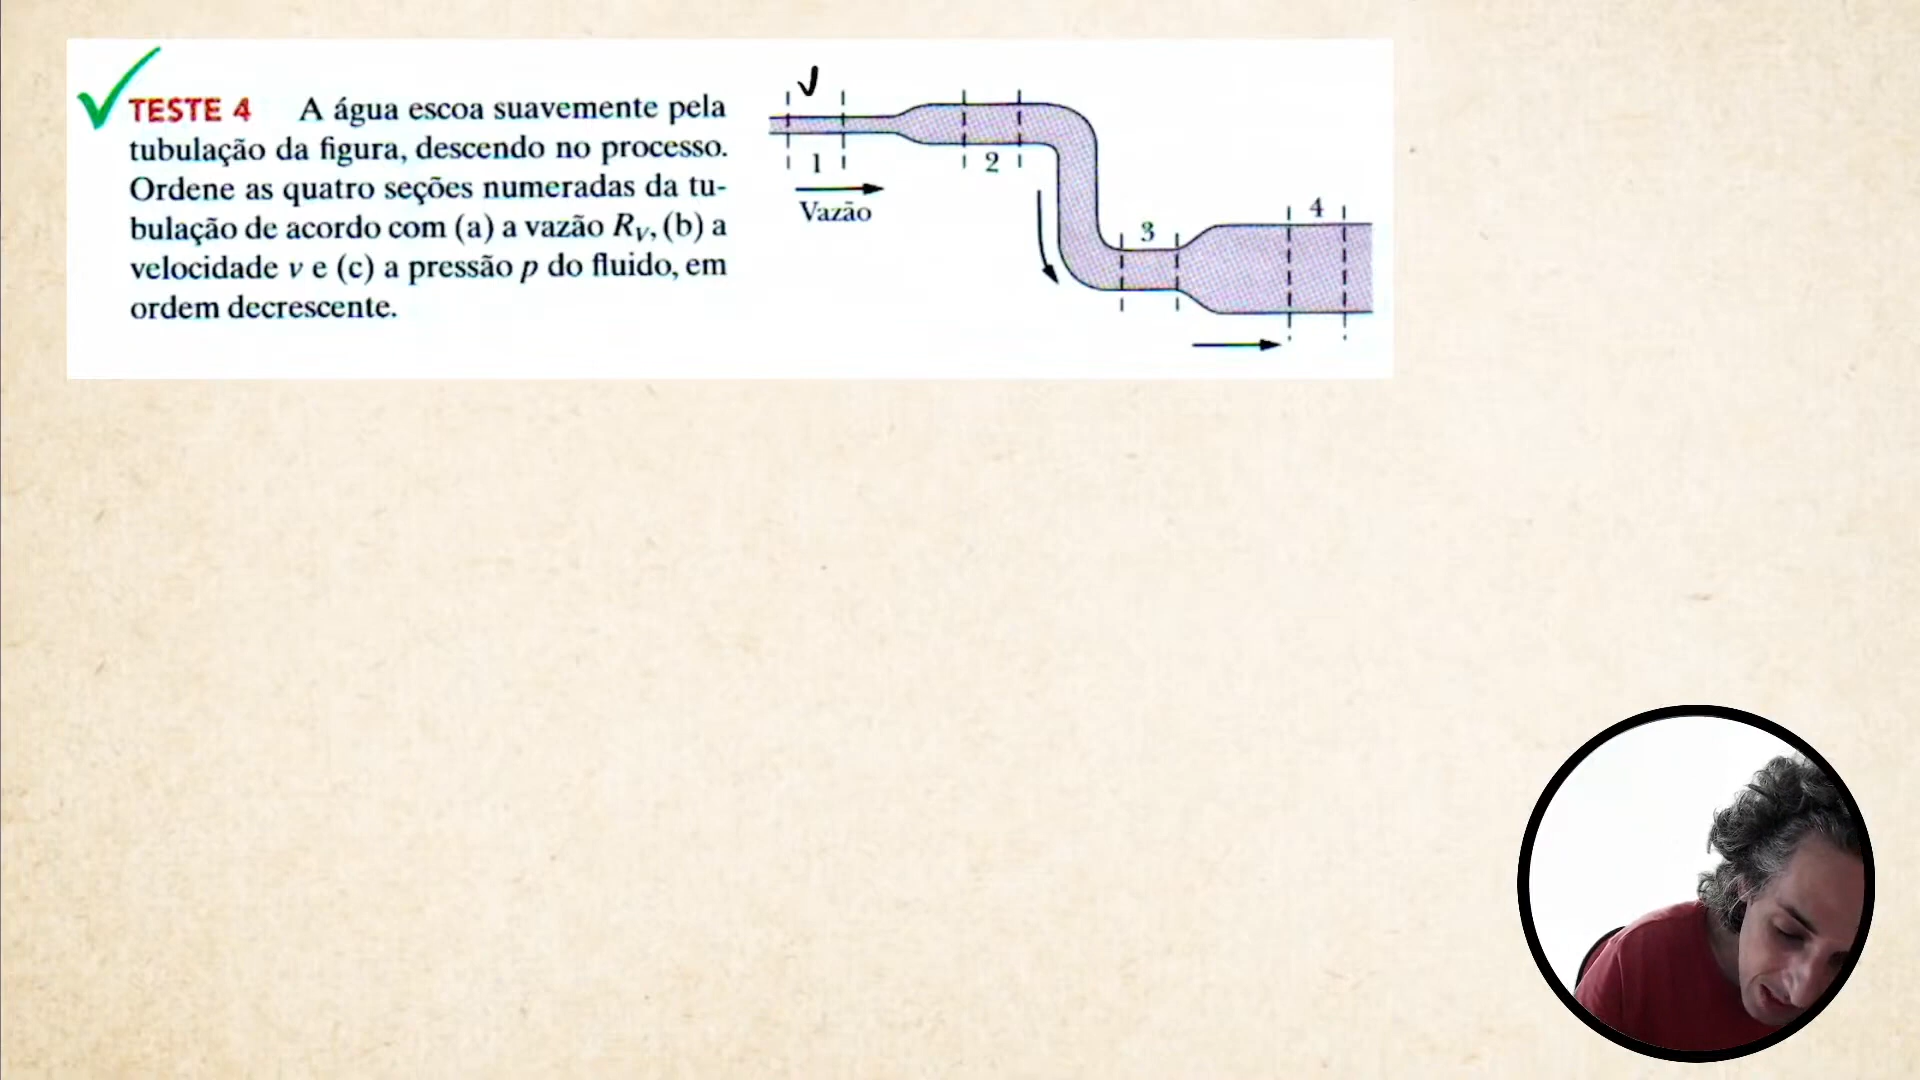 TESTE 4 A água escoa suavemente pela
tubulação da figura, descendo no processo.
Ordene as quatro seções numeradas da tu-
bulação de acordo com (a) a vazão RV, (b) a
velocidade v e (c) a pressão p do fluido, em
ordem decrescente.
1
Vazão
2
3
4